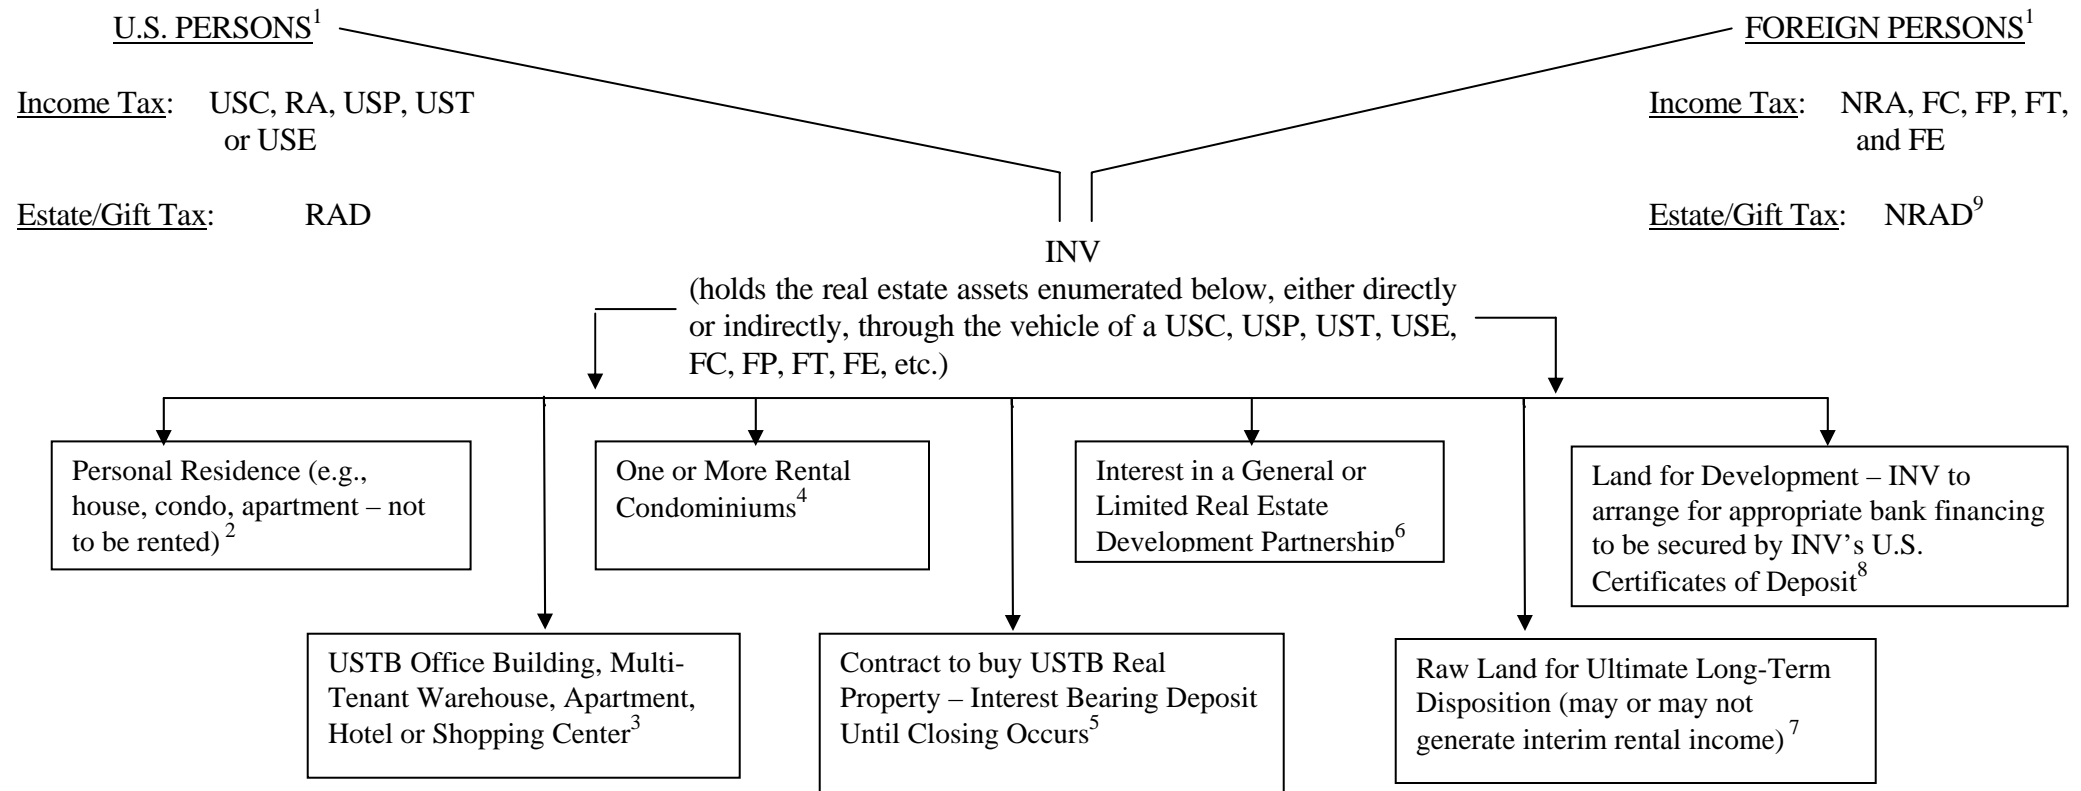 U.S. PERSONS¹
FOREIGN PERSONS¹
Income Tax: USC, RA, USP, UST
or USE
Income Tax: NRA, FC, FP, FT,
and FE
Estate/Gift Tax: RAD
Estate/Gift Tax: NRAD⁹
INV
(holds the real estate assets enumerated below, either directly
or indirectly, through the vehicle of a USC, USP, UST, USE,
FC, FP, FT, FE, etc.)
Personal Residence (e.g.,
house, condo, apartment – not
to be rented) ²
One or More Rental
Condominiums⁴
Interest in a General or
Limited Real Estate
Development Partnership⁶
Land for Development – INV to
arrange for appropriate bank financing
to be secured by INV’s U.S.
Certificates of Deposit⁸
USTB Office Building, Multi-
Tenant Warehouse, Apartment,
Hotel or Shopping Center³
Contract to buy USTB Real
Property – Interest Bearing Deposit
Until Closing Occurs⁵
Raw Land for Ultimate Long-Term
Disposition (may or may not
generate interim rental income) ⁷